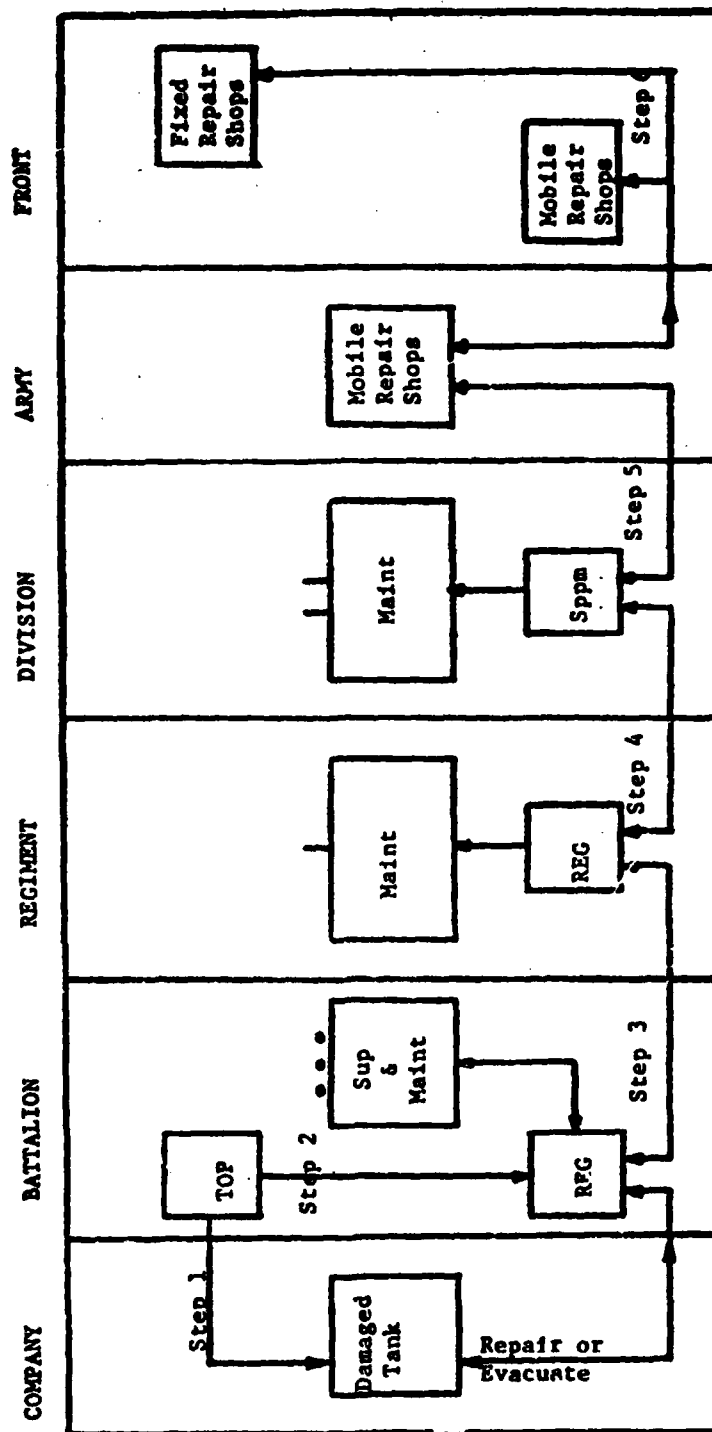 COMPANY
BATTALION
REGIMENT
DIVISION
ARMY
FRONT
Step 1
Damaged
Tank
Repair or
Evacuate
TOP
Step 2
Sup
&
Maint
REG
Step 3
Maint
REG
Step 4
Maint
Sppm
Step 5
Mobile
Repair
Shops
Fixed
Repair
Shops
Mobile
Repair
Shops
Step